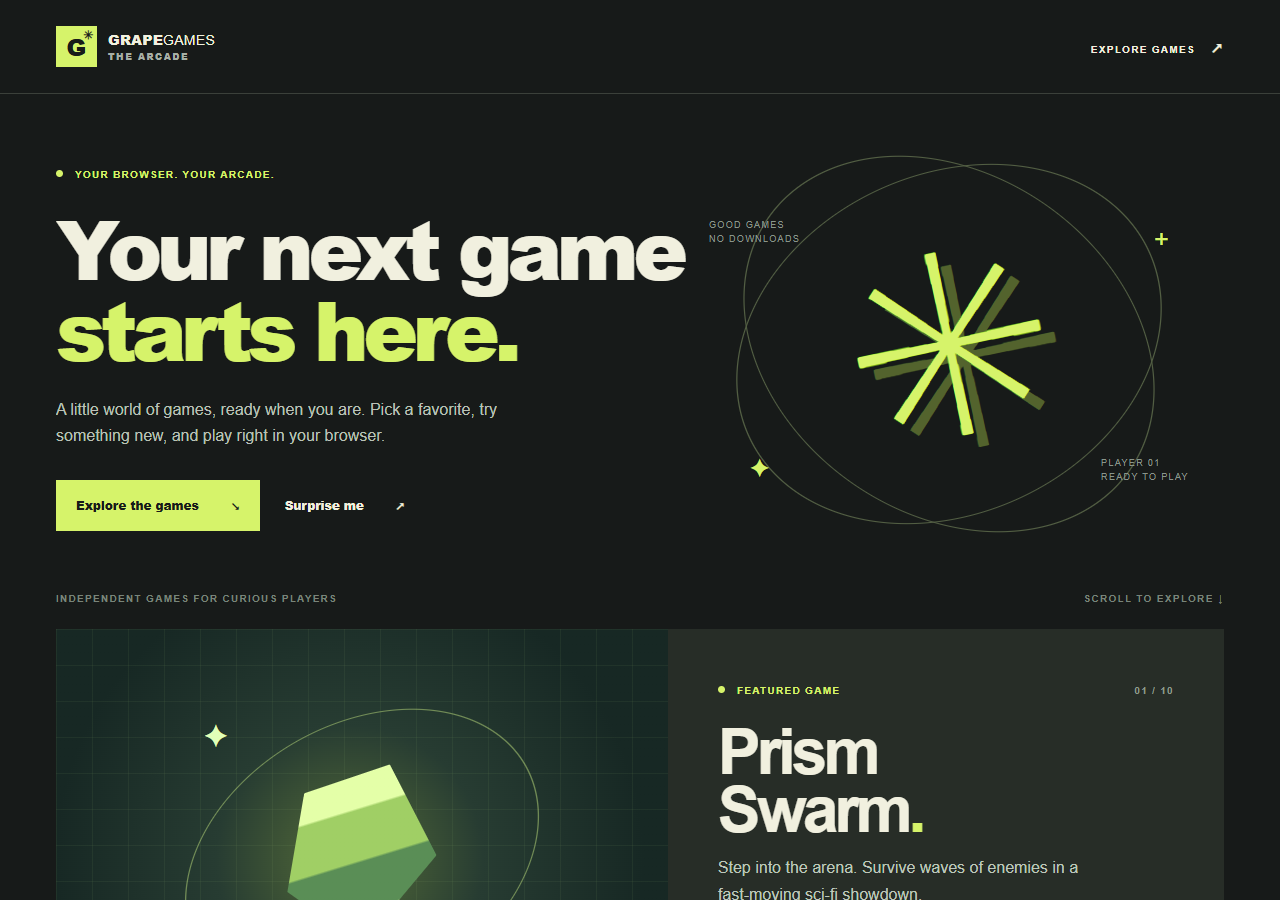 G
GRAPEGAMES
THE ARCADE
EXPLORE GAMES ↗
YOUR BROWSER. YOUR ARCADE.
Your next game
starts here.
GOOD GAMES
NO DOWNLOADS
A little world of games, ready when you are. Pick a favorite, try
something new, and play right in your browser.
PLAYER 01
READY TO PLAY
Explore the games ↘
Surprise me ↗
INDEPENDENT GAMES FOR CURIOUS PLAYERS
SCROLL TO EXPLORE ↓
FEATURED GAME
01 / 10
Prism
Swarm.
Step into the arena. Survive waves of enemies in a
fast-moving sci-fi showdown.